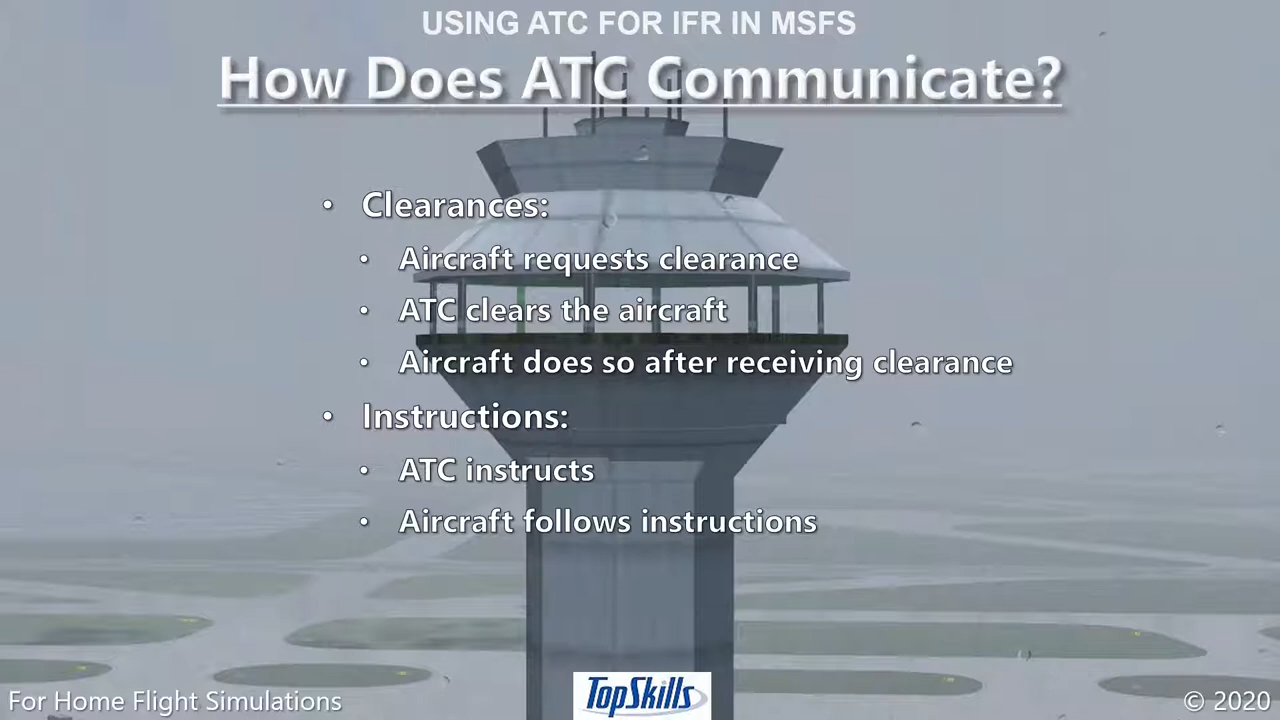 USING ATC FOR IFR IN MSFS
How Does ATC Communicate?
• Clearances:
• Aircraft requests clearance
• ATC clears the aircraft
• Aircraft does so after receiving clearance
• Instructions:
• ATC instructs
• Aircraft follows instructions
For Home Flight Simulations
TopSkills
© 2020